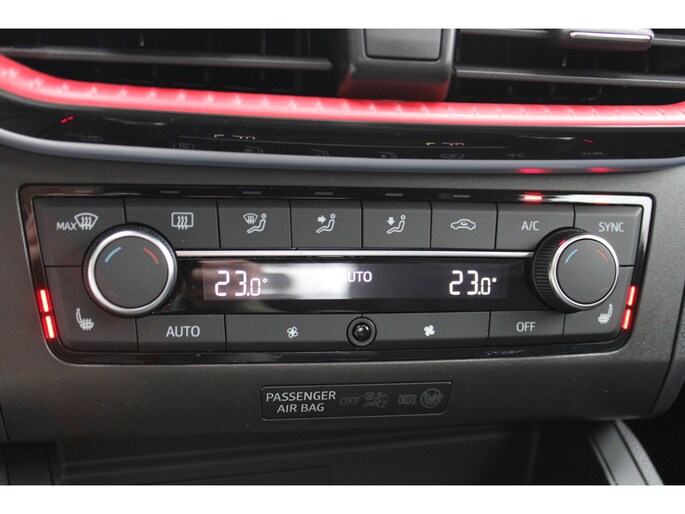 MAX
A/C
SYNC
23.0°
AUTO
23.0°
AUTO
OFF
PASSENGER
AIR BAG
OFF
ON